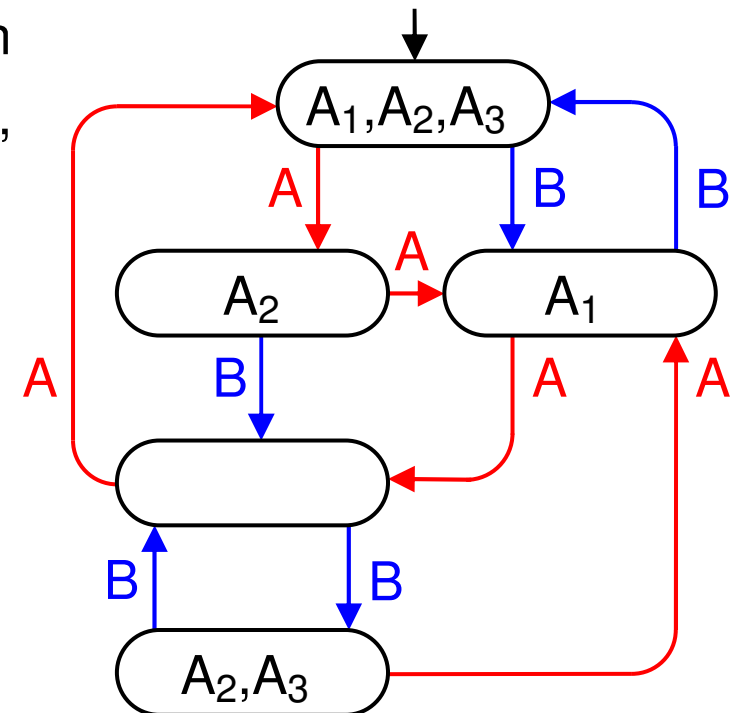 n
,
A₁,A₂,A₃
A B B
A
A₂ A₁
A B A A
B B
A₂,A₃